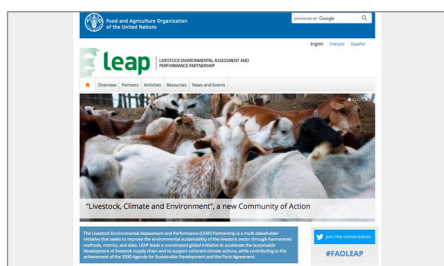 Food and Agriculture Organization
of the United Nations
ENHANCED BY Google
English Français Español
leap
LIVESTOCK ENVIRONMENTAL ASSESSMENT AND
PERFORMANCE PARTNERSHIP
Overview Partners Activities Resources News and Events
"Livestock, Climate and Environment", a new Community of Action
The Livestock Environmental Assessment and Performance (LEAP) Partnership is a multi-stakeholder
initiative that seeks to improve the environmental sustainability of the livestock sector through harmonized
methods, metrics, and data. LEAP leads a coordinated global initiative to accelerate the sustainable
development of livestock supply chain and to support coherent climate actions, while contributing to the
achievement of the 2030 Agenda for Sustainable Development and the Paris Agreement.
Join the conversation
#FAOLEAP